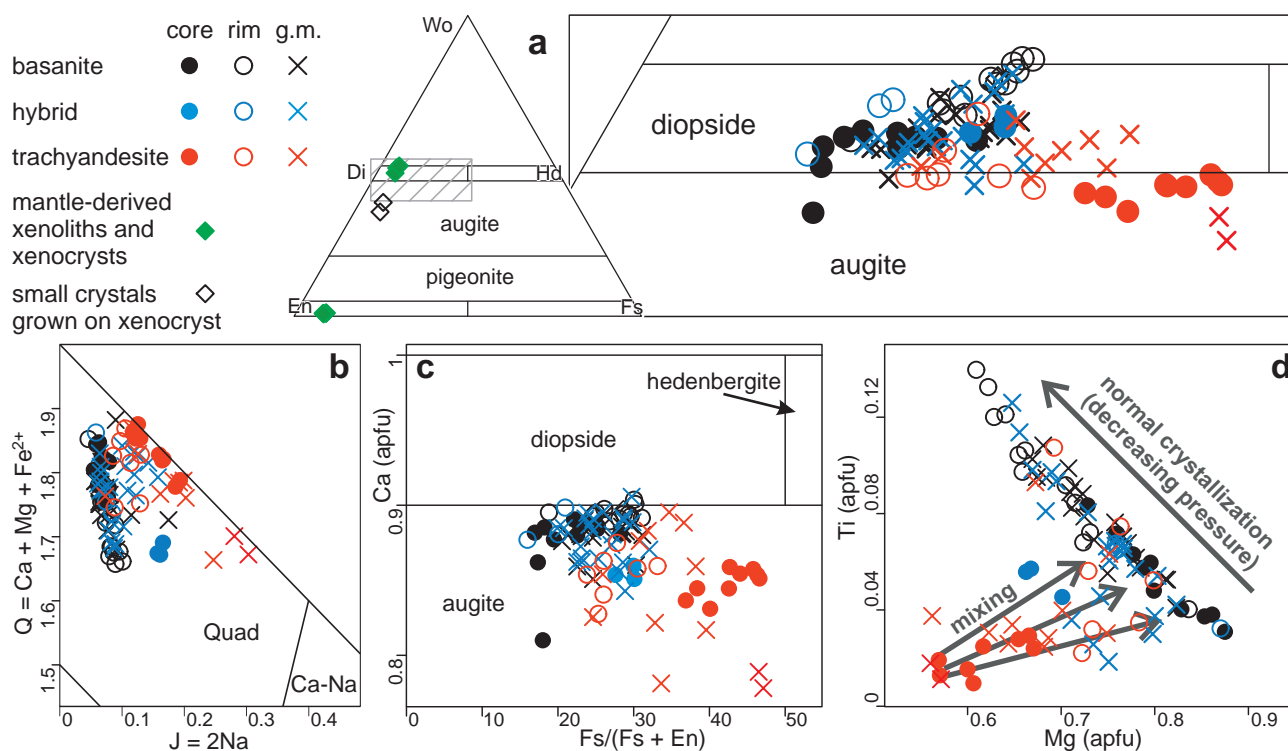 core rim g.m.
basanite
hybrid
trachyandesite
mantle-derived
xenoliths and
xenocrysts
small crystals
grown on xenocryst
Wo
a
Di
Hd
augite
pigeonite
En
Fs
diopside
augite
b
Q = Ca + Mg + Fe²⁺
1.9
1.8
1.7
1.6
1.5
Quad
Ca-Na
0 0.1 0.2 0.3 0.4
J = 2Na
c
Ca (apfu)
1
0.9
0.8
hedenbergite
diopside
augite
0 10 20 30 40 50
Fs/(Fs + En)
d
Ti (apfu)
0.12
0.08
0.04
0
normal crystallization
(decreasing pressure)
mixing
0.6 0.7 0.8 0.9
Mg (apfu)